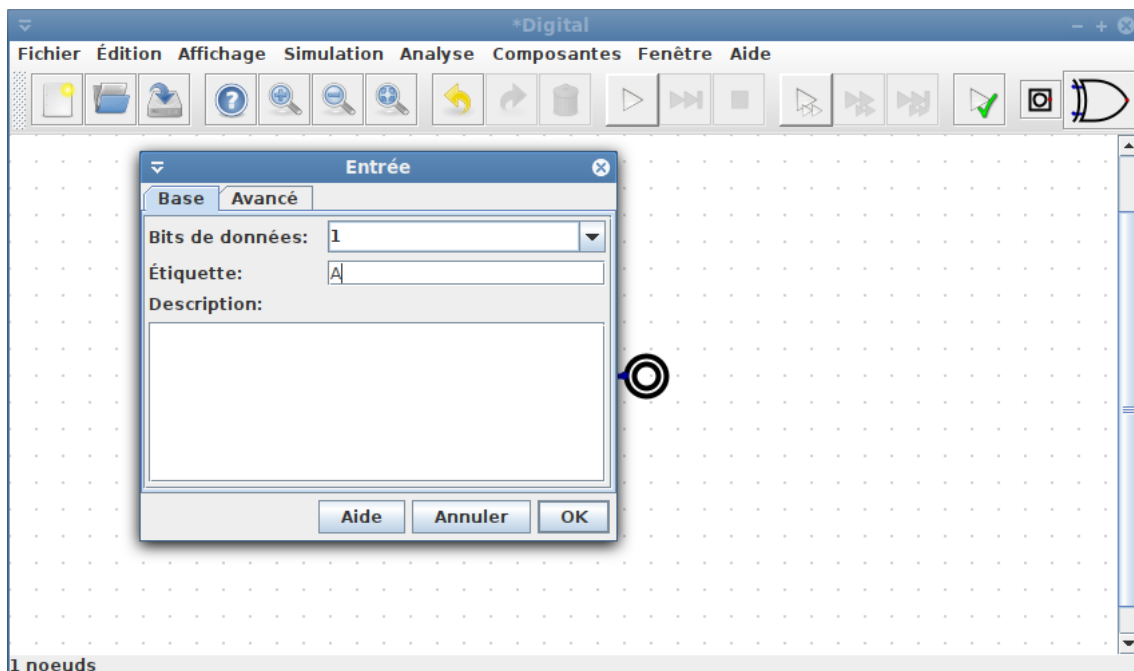 *Digital
Fichier Édition Affichage Simulation Analyse Composantes Fenêtre Aide
Entrée
Base Avancé
Bits de données: 1
Étiquette: A
Description:
Aide Annuler OK
1 noeuds